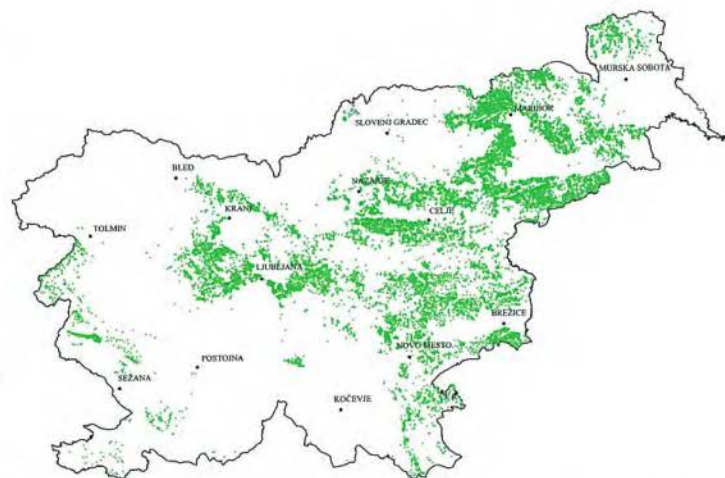 MURSKA SOBOTA
MARIBOR
SLOVENJ GRADEC
BLED
NAZARJE
KRANJ
CELJE
TOLMIN
LJUBLJANA
BREŽICE
NOVO MESTO
POSTOJNA
SEŽANA
KOČEVJE